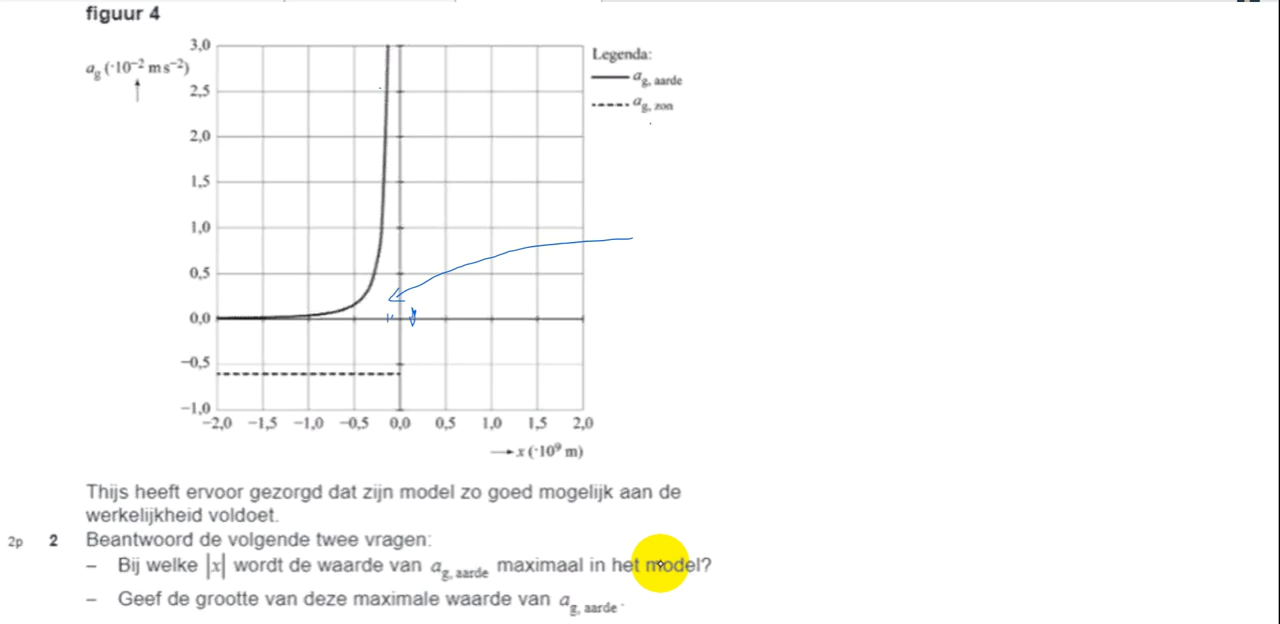 figuur 4
a_g (·10⁻² m s⁻²)
3,0
2,5
2,0
1,5
1,0
0,5
0,0
−0,5
−1,0
−2,0 −1,5 −1,0 −0,5 0,0 0,5 1,0 1,5 2,0
x (·10⁹ m)
Legenda:
a_g, aarde
a_g, zon
Thijs heeft ervoor gezorgd dat zijn model zo goed mogelijk aan de
werkelijkheid voldoet.
2p 2 Beantwoord de volgende twee vragen:
– Bij welke |x| wordt de waarde van a_g, aarde maximaal in het model?
– Geef de grootte van deze maximale waarde van a_g, aarde.